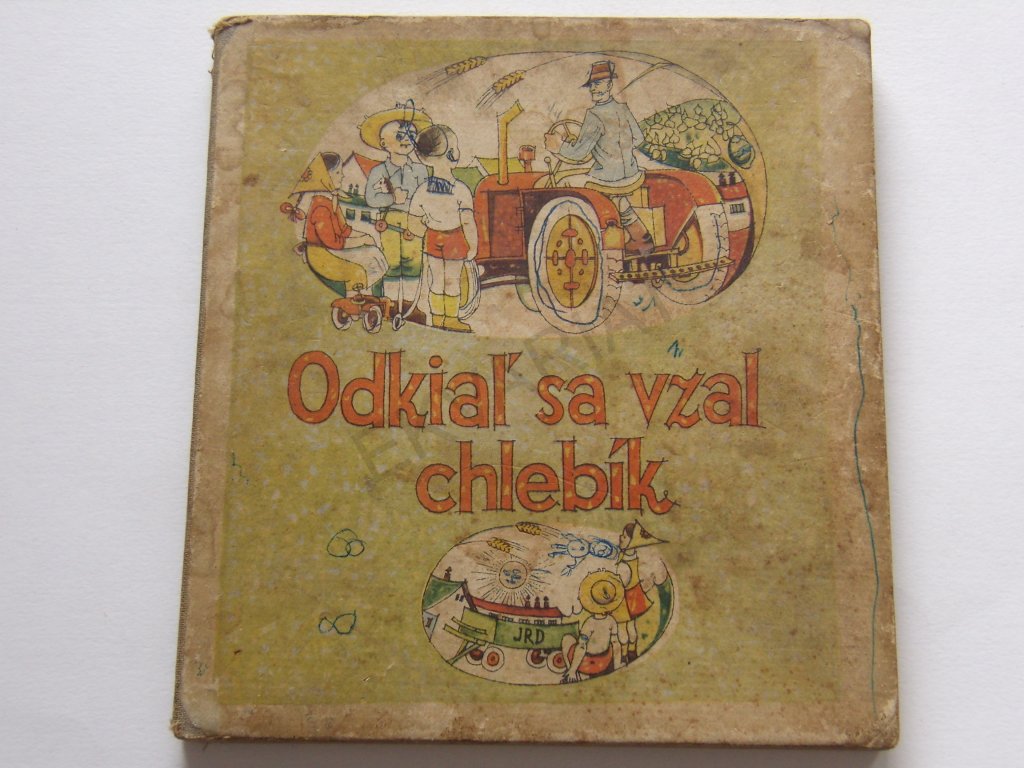 Odkiaľ sa vzal
chlebík
JRD